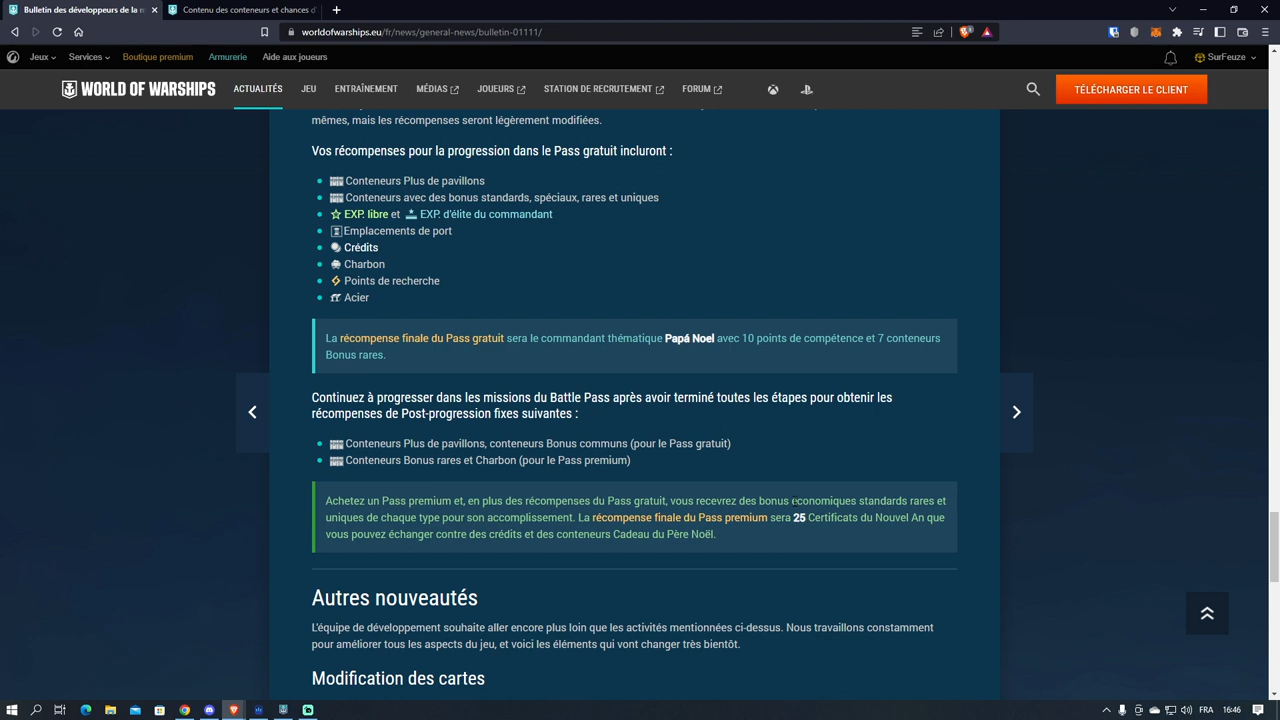 Bulletin des développeurs de la m
Contenu des conteneurs et chances d'
worldofwarships.eu/fr/news/general-news/bulletin-01111/
Jeux
Services
Boutique premium
Armurerie
Aide aux joueurs
SurFeuze
WORLD OF WARSHIPS
ACTUALITÉS
JEU
ENTRAÎNEMENT
MÉDIAS
JOUEURS
STATION DE RECRUTEMENT
FORUM
TÉLÉCHARGER LE CLIENT
mêmes, mais les récompenses seront légèrement modifiées.
Vos récompenses pour la progression dans le Pass gratuit incluront :
Conteneurs Plus de pavillons
Conteneurs avec des bonus standards, spéciaux, rares et uniques
EXP. libre et EXP. d'élite du commandant
Emplacements de port
Crédits
Charbon
Points de recherche
Acier
La récompense finale du Pass gratuit sera le commandant thématique Papá Noel avec 10 points de compétence et 7 conteneurs
Bonus rares.
Continuez à progresser dans les missions du Battle Pass après avoir terminé toutes les étapes pour obtenir les
récompenses de Post-progression fixes suivantes :
Conteneurs Plus de pavillons, conteneurs Bonus communs (pour le Pass gratuit)
Conteneurs Bonus rares et Charbon (pour le Pass premium)
Achetez un Pass premium et, en plus des récompenses du Pass gratuit, vous recevrez des bonus économiques standards rares et
uniques de chaque type pour son accomplissement. La récompense finale du Pass premium sera 25 Certificats du Nouvel An que
vous pouvez échanger contre des crédits et des conteneurs Cadeau du Père Noël.
Autres nouveautés
L'équipe de développement souhaite aller encore plus loin que les activités mentionnées ci-dessus. Nous travaillons constamment
pour améliorer tous les aspects du jeu, et voici les éléments qui vont changer très bientôt.
Modification des cartes
FRA
16:46